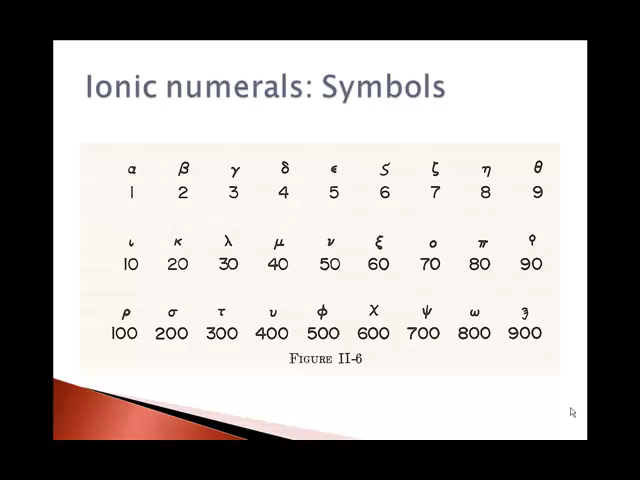 Ionic numerals: Symbols
α β γ δ ϵ ϛ ζ η θ
1 2 3 4 5 6 7 8 9
ι κ λ μ ν ξ ο π ϙ
10 20 30 40 50 60 70 80 90
ρ σ τ υ ϕ χ ψ ω ϡ
100 200 300 400 500 600 700 800 900
FIGURE II-6